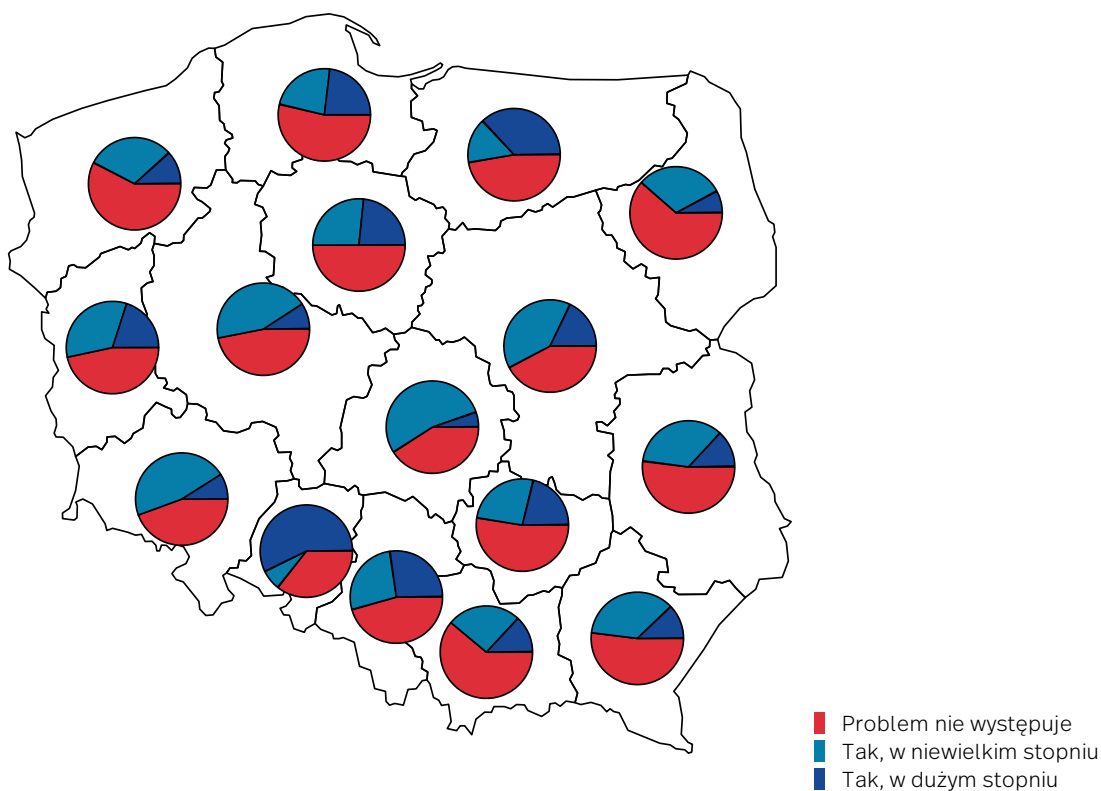 Problem nie występuje
Tak, w niewielkim stopniu
Tak, w dużym stopniu